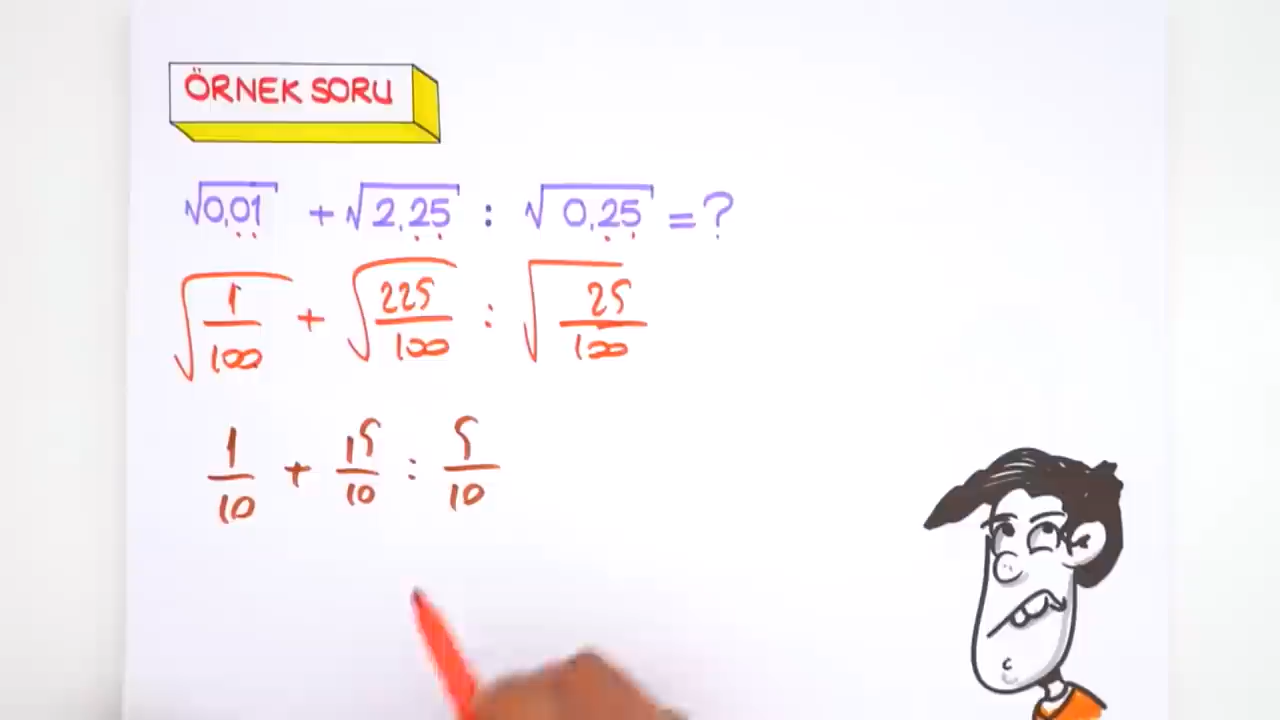 ÖRNEK SORU
√0,01 + √2,25 : √0,25 = ?
√1/100 + √225/100 : √25/100
1/10 + 15/10 : 5/10